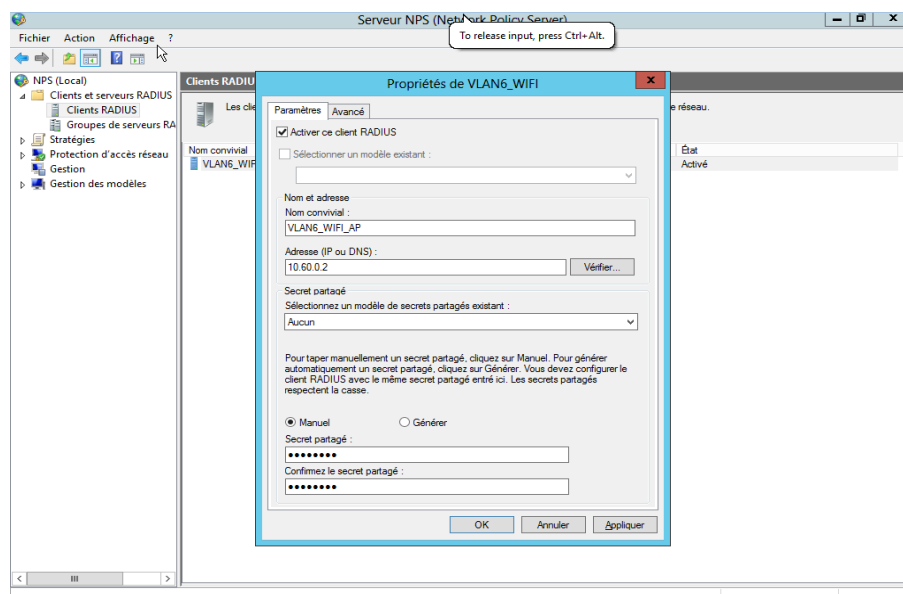 Serveur NPS (Network Policy Server)
To release input, press Ctrl+Alt.
Fichier Action Affichage ?
NPS (Local)
Clients et serveurs RADIUS
Clients RADIUS
Groupes de serveurs RA
Stratégies
Protection d'accès réseau
Gestion
Gestion des modèles
Clients RADIU
Les clie
e réseau.
Nom convivial
État
VLAN6_WIF
Activé
Propriétés de VLAN6_WIFI
Paramètres Avancé
Activer ce client RADIUS
Sélectionner un modèle existant :
Nom et adresse
Nom convivial :
VLAN6_WIFI_AP
Adresse (IP ou DNS) :
10.60.0.2
Vérifier...
Secret partagé
Sélectionnez un modèle de secrets partagés existant :
Aucun
Pour taper manuellement un secret partagé, cliquez sur Manuel. Pour générer
automatiquement un secret partagé, cliquez sur Générer. Vous devez configurer le
client RADIUS avec le même secret partagé entré ici. Les secrets partagés
respectent la casse.
Manuel Générer
Secret partagé :
●●●●●●●●
Confirmez le secret partagé :
●●●●●●●●
OK Annuler Appliquer